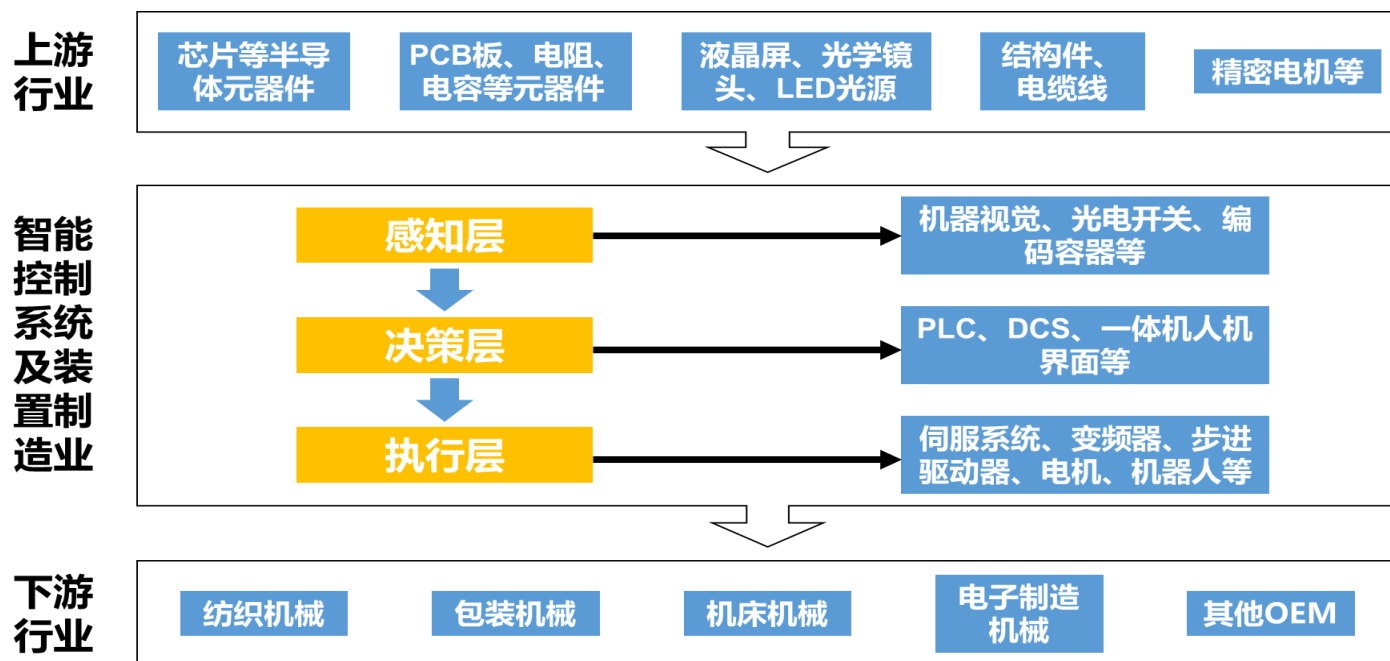 上游
行业
芯片等半导
体元器件
PCB板、电阻、
电容等元器件
液晶屏、光学镜
头、LED光源
结构件、
电缆线
精密电机等
智能
控制
系统
及装
置制
造业
感知层
机器视觉、光电开关、编
码容器等
决策层
PLC、DCS、一体机人机
界面等
执行层
伺服系统、变频器、步进
驱动器、电机、机器人等
下游
行业
纺织机械
包装机械
机床机械
电子制造
机械
其他OEM